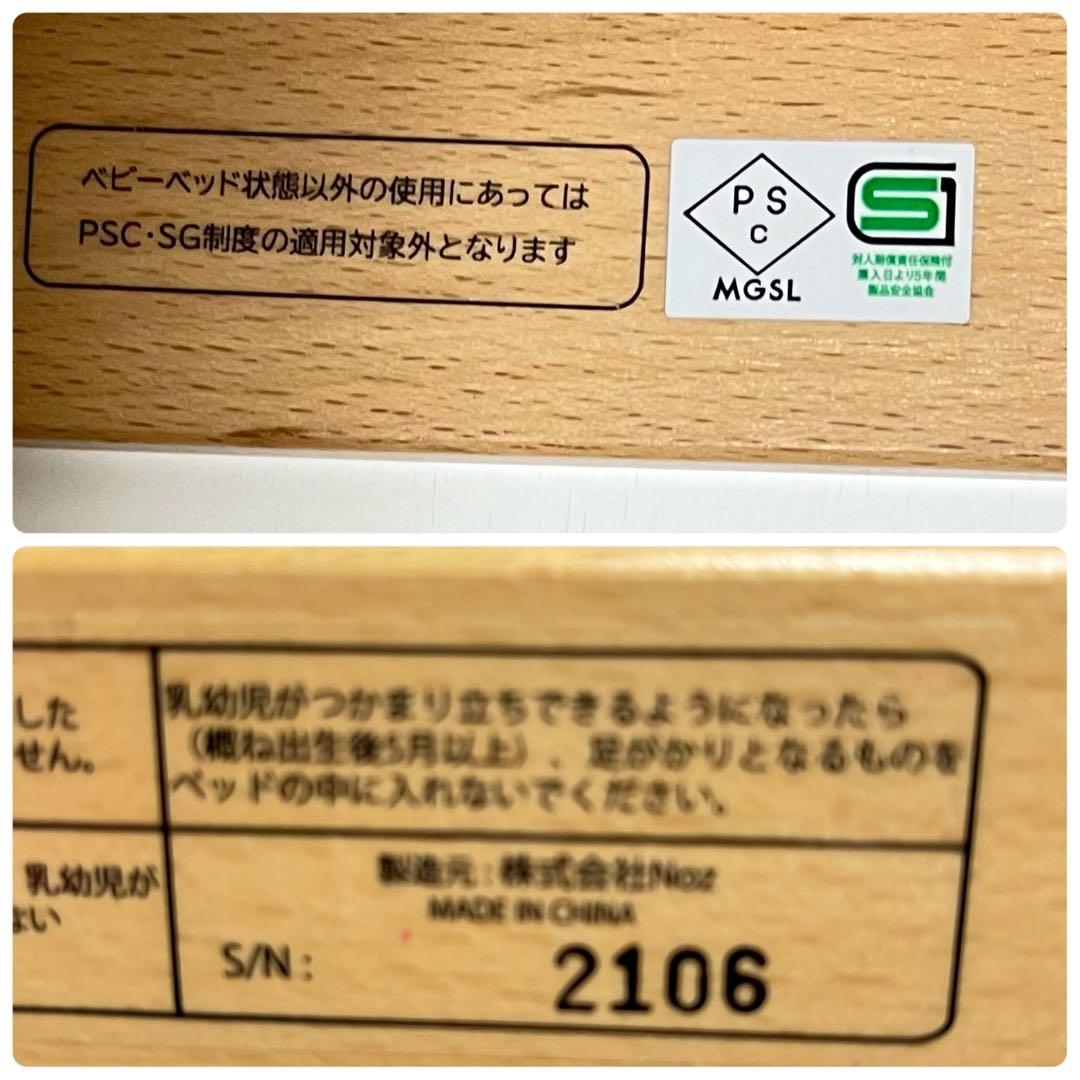 ベビーベッド状態以外の使用にあっては
PSC・SG制度の適用対象外となります
P S
C
MGSL
SG
対人賠償責任保険付
購入日より5年間
製品安全協会
した
せん。
乳幼児がつかまり立ちできるようになったら
(概ね出生後5月以上)、足がかりとなるものを
ベッドの中に入れないでください。
乳幼児が
ない
製造元:株式会社Noz
MADE IN CHINA
S/N: 2106